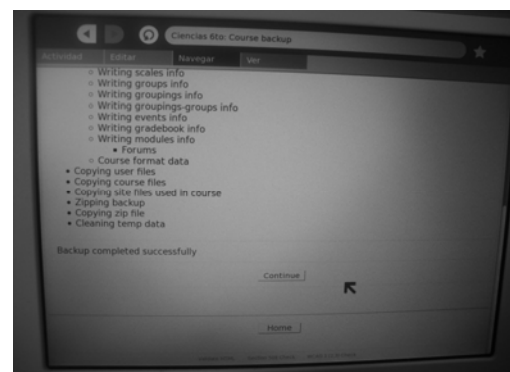 Ciencias 6to: Course backup
Actividad Editar Navegar Ver
Writing scales info
Writing groups info
Writing groupings info
Writing groupings-groups info
Writing events info
Writing gradebook info
Writing modules info
Forums
Course format data
Copying user files
Copying course files
Copying site files used in course
Zipping backup
Copying zip file
Cleaning temp data
Backup completed successfully
Continue
Home